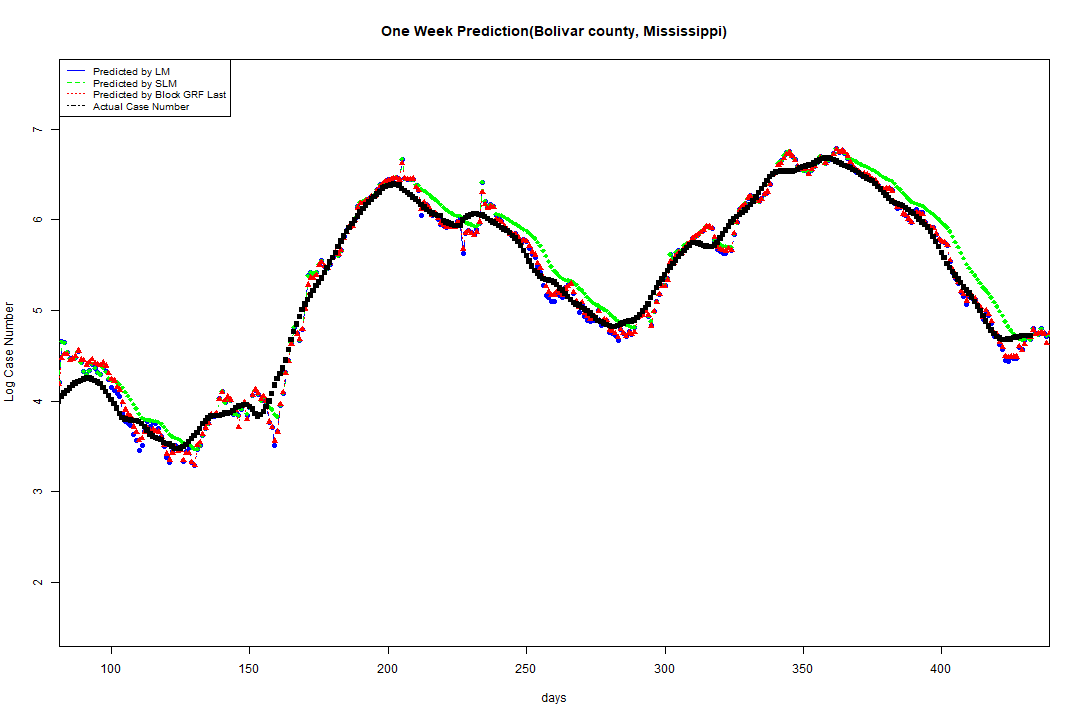 One Week Prediction(Bolivar county, Mississippi)
Predicted by LM
Predicted by SLM
Predicted by Block GRF Last
Actual Case Number
7
6
5
4
3
2
Log Case Number
100 150 200 250 300 350 400
days